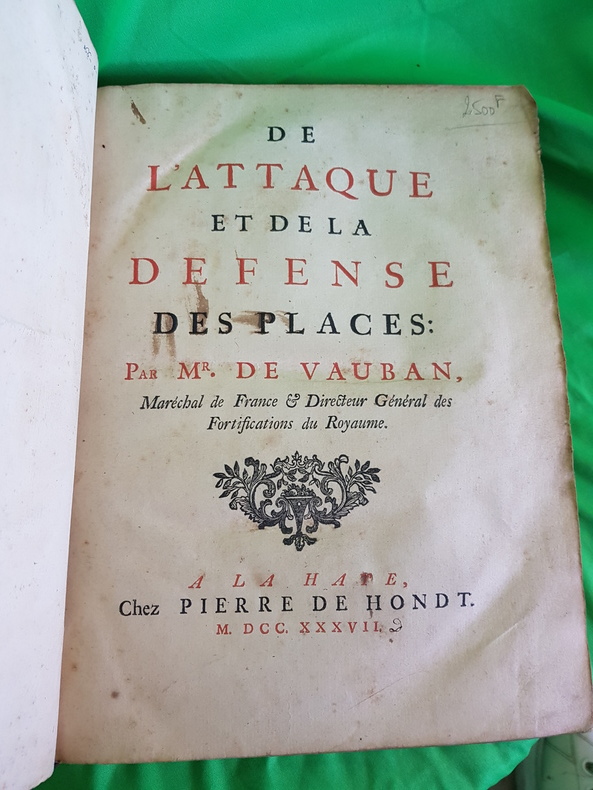 2500F
DE
L'ATTAQUE
ET DE LA
DEFENSE
DES PLACES:
PAR MR. DE VAUBAN,
Maréchal de France & Directeur Général des
Fortifications du Royaume.
A LA HAYE,
Chez PIERRE DE HONDT.
M. DCC. XXXVII.